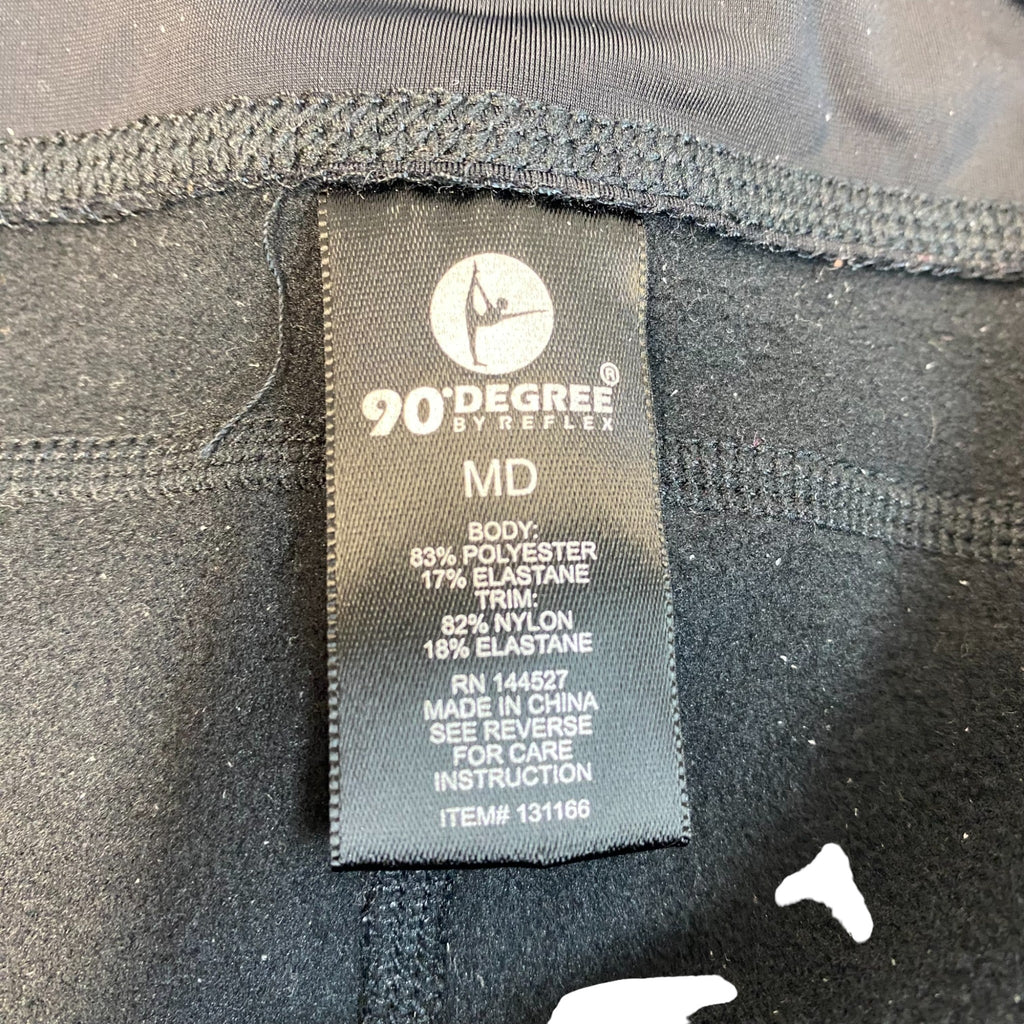 90° DEGREE®
BY REFLEX
MD
BODY:
83% POLYESTER
17% ELASTANE
TRIM:
82% NYLON
18% ELASTANE
RN 144527
MADE IN CHINA
SEE REVERSE
FOR CARE
INSTRUCTION
ITEM# 131166